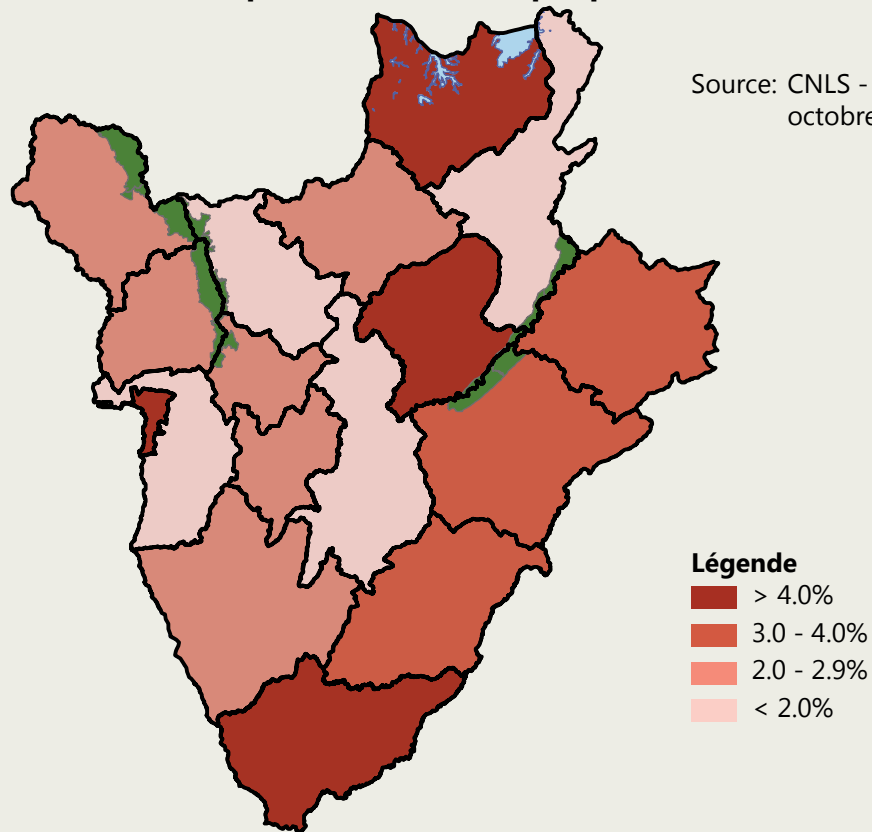 Source: CNLS -
octobre
Légende
> 4.0%
3.0 - 4.0%
2.0 - 2.9%
< 2.0%